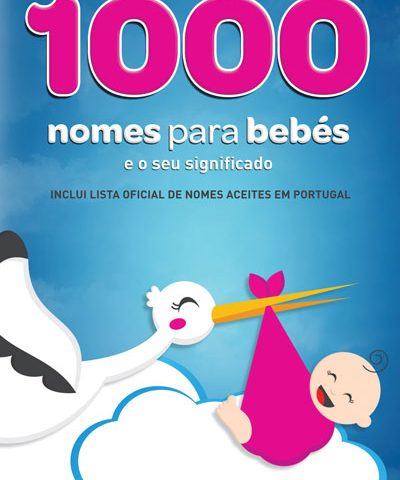 1000
nomes para bebés
e o seu significado
INCLUI LISTA OFICIAL DE NOMES ACEITES EM PORTUGAL